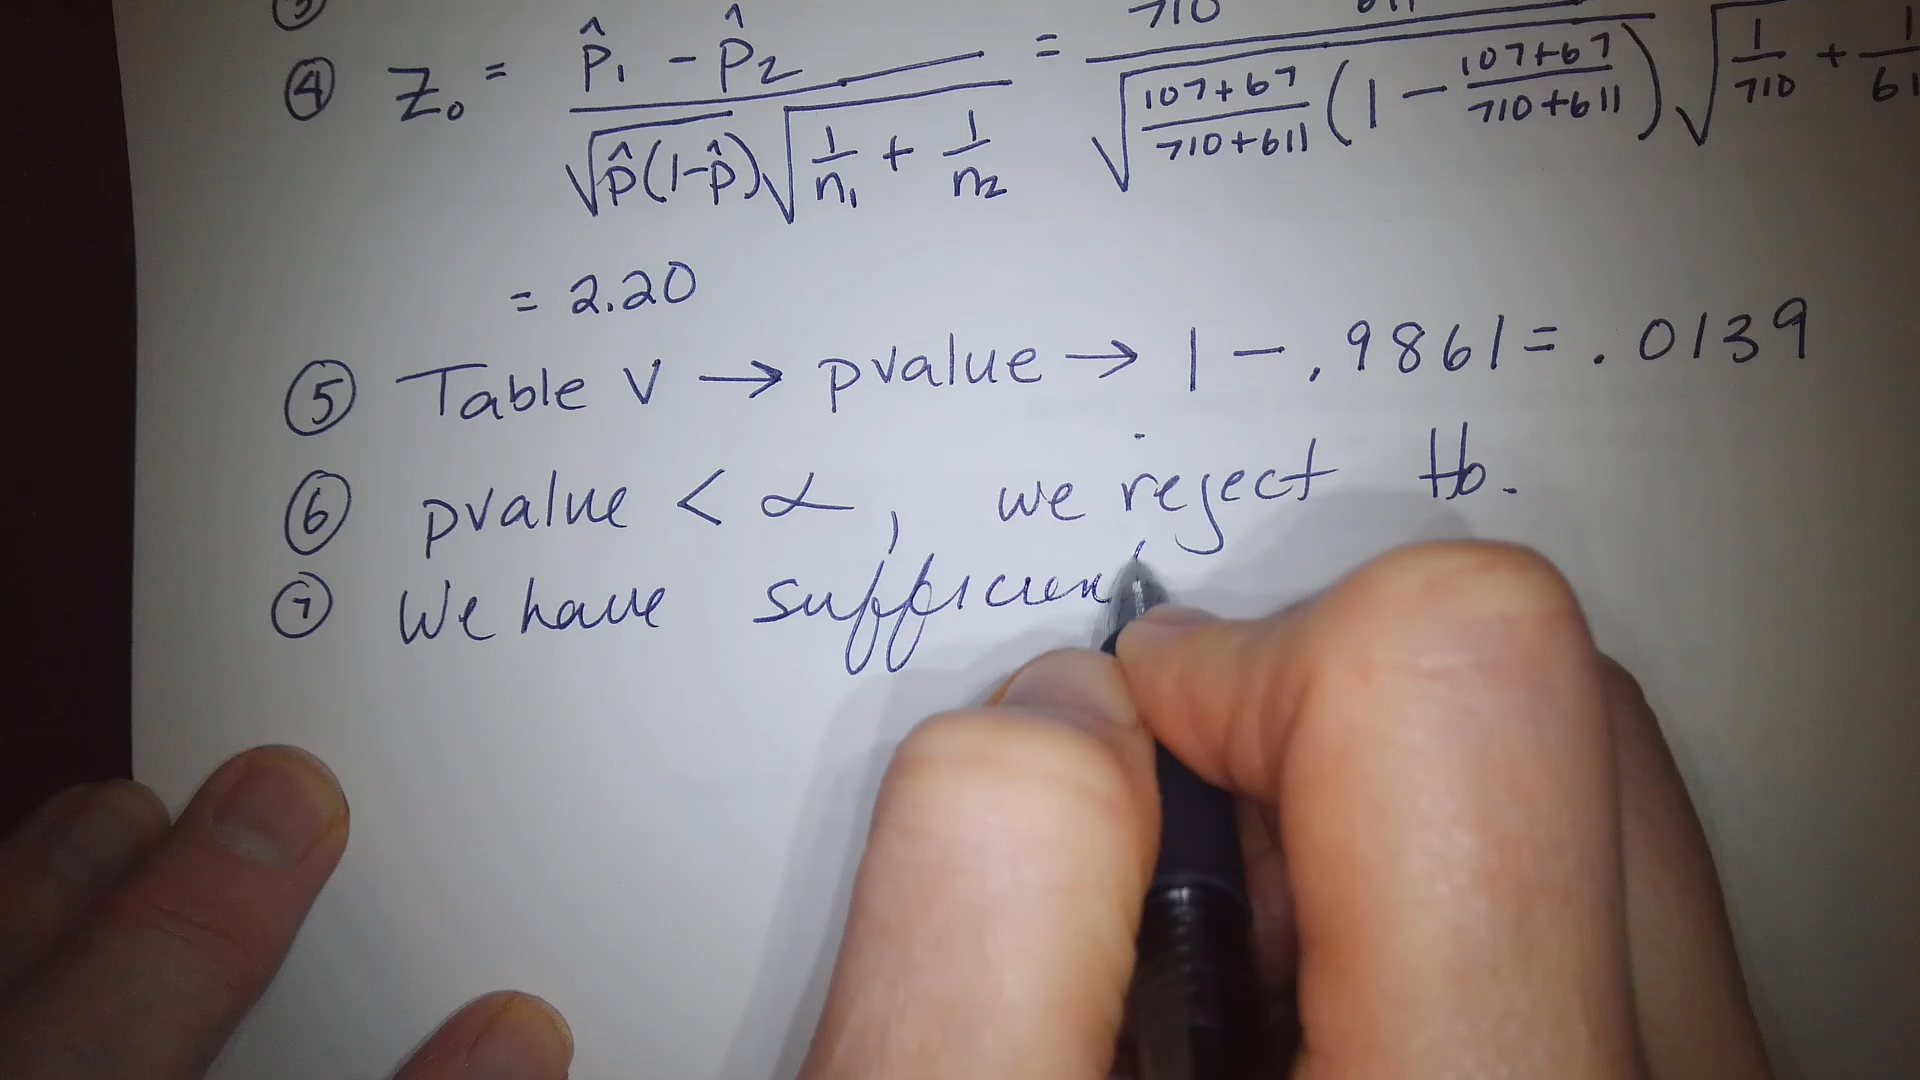 ③
710 611
④ Z₀ = p̂₁ - p̂₂ / √p̂(1-p̂) √1/n₁ + 1/n₂ = / √107+67/710+611 (1 - 107+67/710+611) √1/710 + 1/61
= 2.20
⑤ Table V → pvalue → 1 - .9861 = .0139
⑥ pvalue < α, we reject H₀.
⑦ We have sufficien